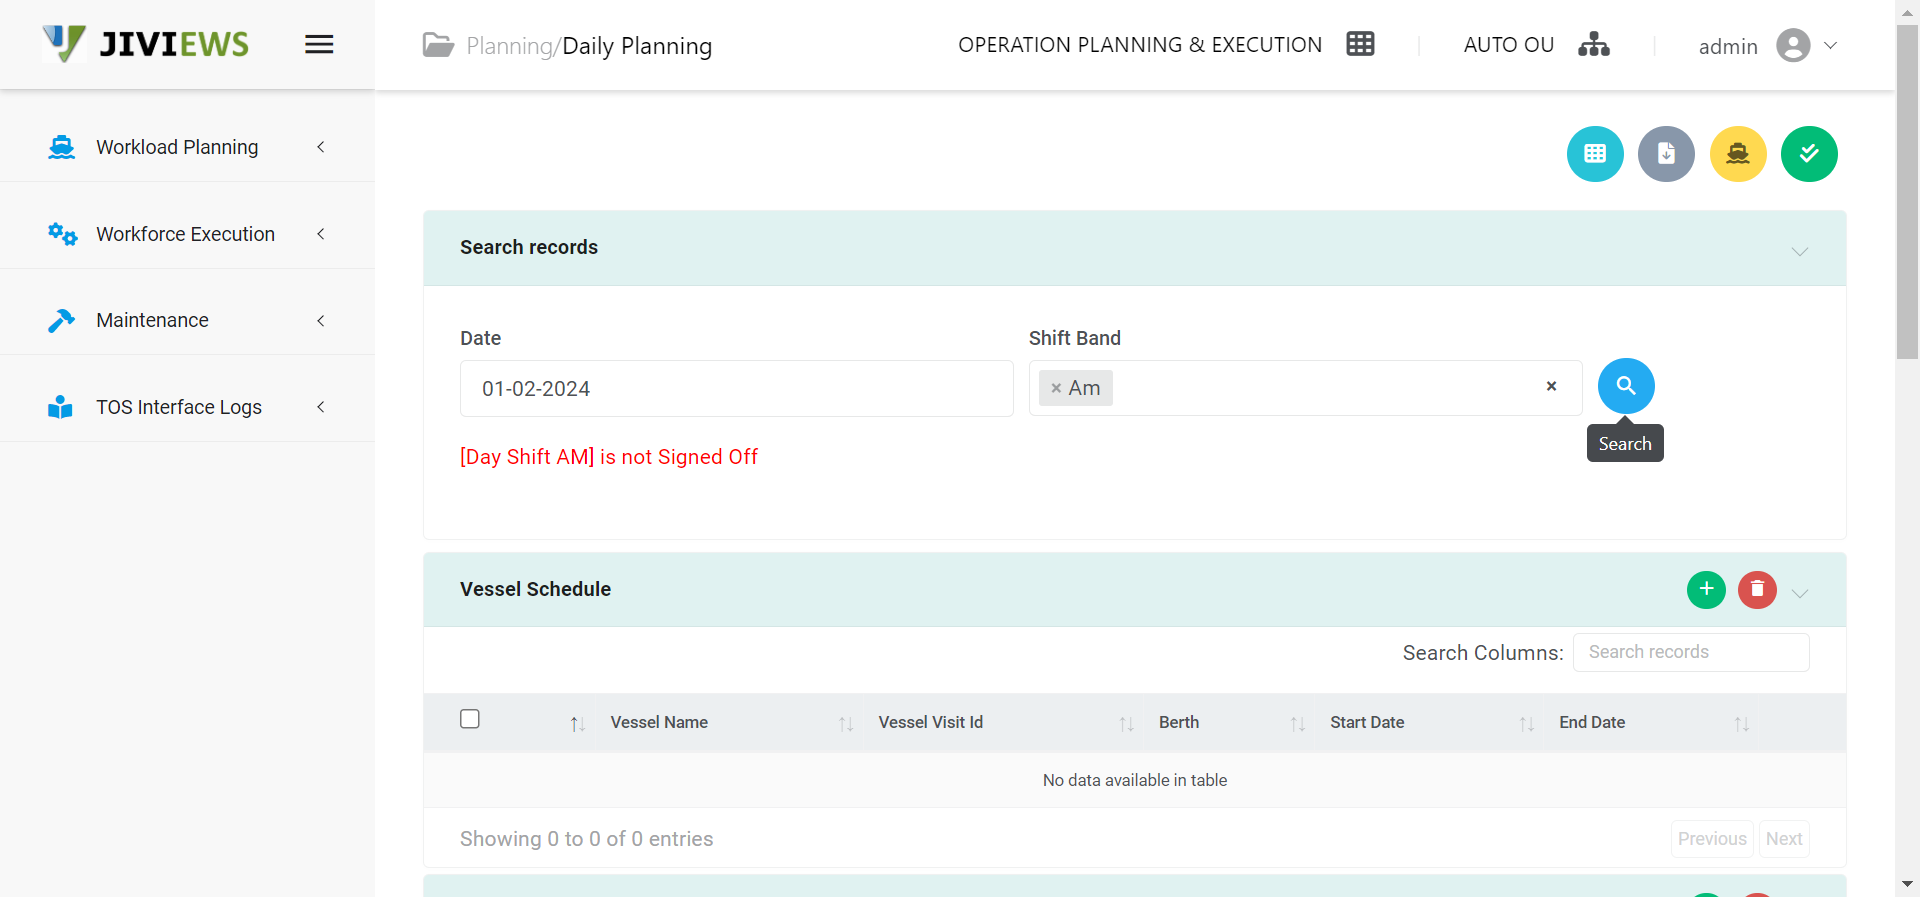 JIVIEWS
Planning/Daily Planning
OPERATION PLANNING & EXECUTION
AUTO OU
admin
Workload Planning
Workforce Execution
Maintenance
TOS Interface Logs
Search records
Date
Shift Band
01-02-2024
× Am
×
Search
[Day Shift AM] is not Signed Off
Vessel Schedule
Search Columns: Search records
Vessel Name Vessel Visit Id Berth Start Date End Date
No data available in table
Showing 0 to 0 of 0 entries
Previous Next